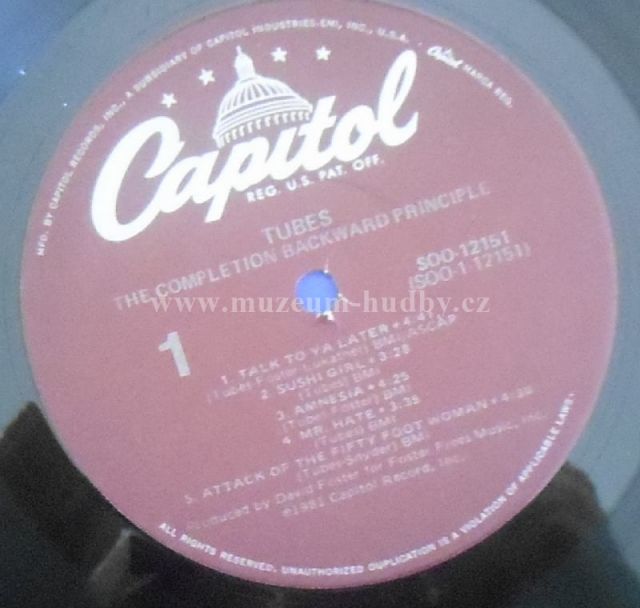 MFD. BY CAPITOL RECORDS, INC., A SUBSIDIARY OF CAPITOL INDUSTRIES-EMI, INC., U.S.A.
Capitol MARCA REG.
Capitol
REG. U.S. PAT. OFF.
TUBES
THE COMPLETION BACKWARD PRINCIPLE
SOO-12151
(SOO-1-12151)
www.muzeum-hudby.cz
1
1. TALK TO YA LATER • 4:41
(Tubes-Foster-Lukather) BMI/ASCAP
2. SUSHI GIRL • 3:28
(Tubes) BMI
3. AMNESIA • 4:25
(Tubes-Foster) BMI
4. MR. HATE • 3:35
(Tubes) BMI
5. ATTACK OF THE FIFTY FOOT WOMAN •
(Tubes-Snyder) BMI
Produced by David Foster for Foster Frees Music, Inc.
℗1981 Capitol Record, Inc.
ALL RIGHTS RESERVED. UNAUTHORIZED DUPLICATION IS A VIOLATION OF APPLICABLE LAWS.